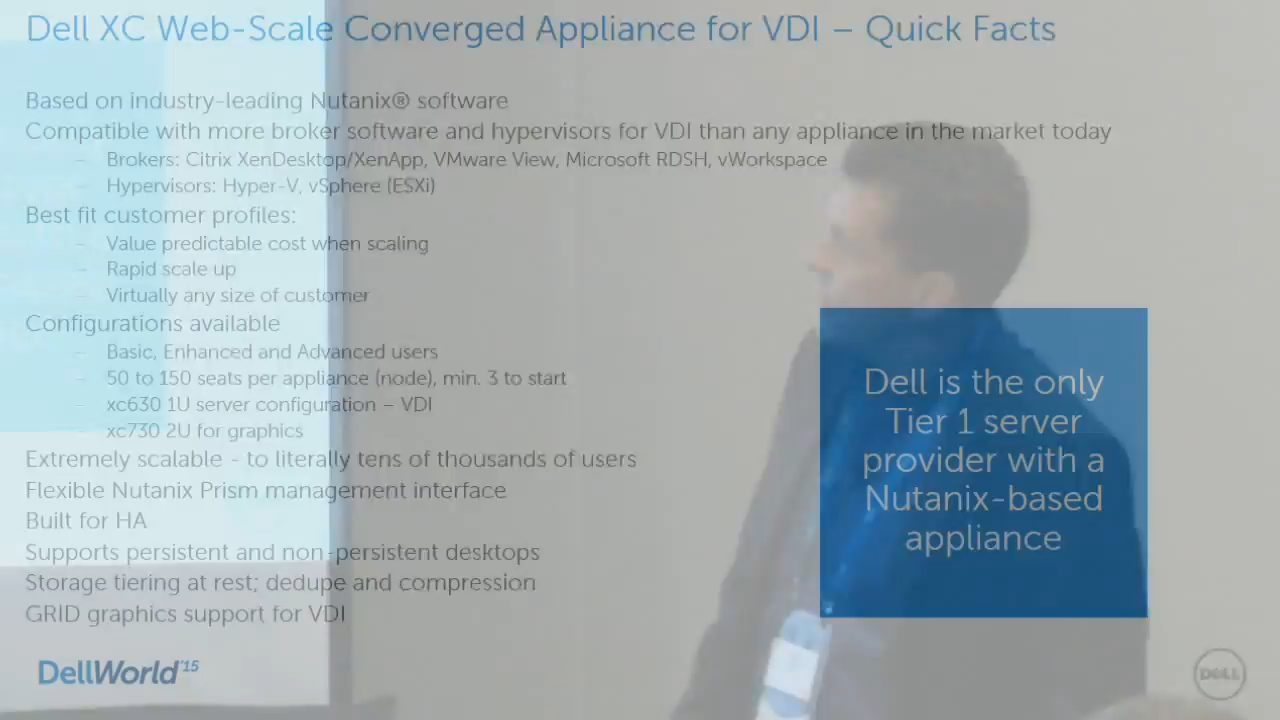 Dell XC Web-Scale Converged Appliance for VDI – Quick Facts
Based on industry-leading Nutanix® software
Compatible with more broker software and hypervisors for VDI than any appliance in the market today
– Brokers: Citrix XenDesktop/XenApp, VMware View, Microsoft RDSH, vWorkspace
– Hypervisors: Hyper-V, vSphere (ESXi)
Best fit customer profiles:
– Value predictable cost when scaling
– Rapid scale up
– Virtually any size of customer
Configurations available
– Basic, Enhanced and Advanced users
– 50 to 150 seats per appliance (node), min. 3 to start
– xc630 1U server configuration – VDI
– xc730 2U for graphics
Extremely scalable - to literally tens of thousands of users
Flexible Nutanix Prism management interface
Built for HA
Supports persistent and non-persistent desktops
Storage tiering at rest; dedupe and compression
GRID graphics support for VDI
Dell is the only
Tier 1 server
provider with a
Nutanix-based
appliance
DellWorld'15
DELL